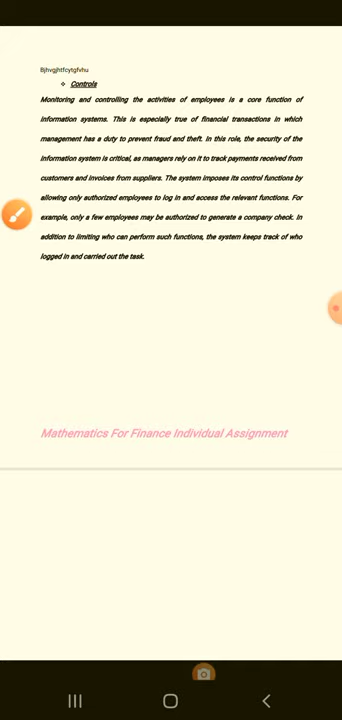 Bjhvgjhtfcytgfvhu
❖ Controls
Monitoring and controlling the activities of employees is a core function of
information systems. This is especially true of financial transactions in which
management has a duty to prevent fraud and theft. In this role, the security of the
information system is critical, as managers rely on it to track payments received from
customers and invoices from suppliers. The system imposes its control functions by
allowing only authorized employees to log in and access the relevant functions. For
example, only a few employees may be authorized to generate a company check. In
addition to limiting who can perform such functions, the system keeps track of who
logged in and carried out the task.
Mathematics For Finance Individual Assignment